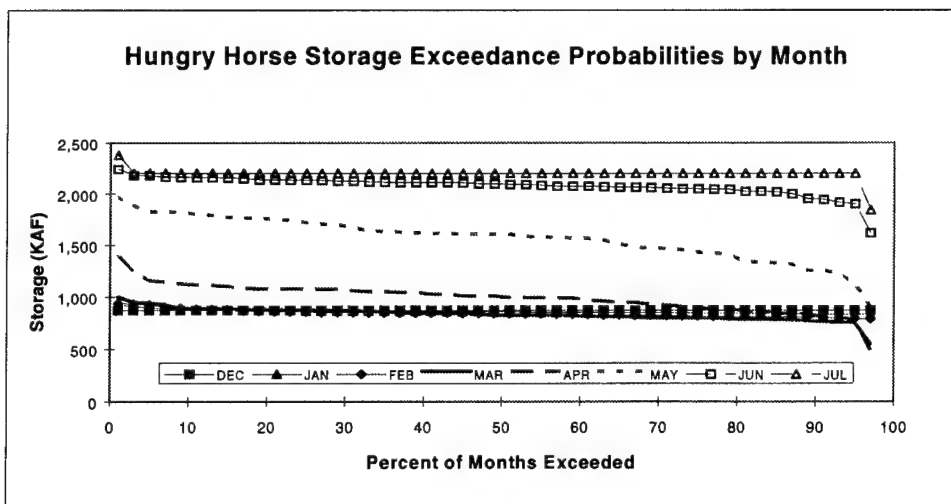 Hungry Horse Storage Exceedance Probabilities by Month
Storage (KAF)
2,500
2,000
1,500
1,000
500
0
DEC JAN FEB MAR APR MAY JUN JUL
0 10 20 30 40 50 60 70 80 90 100
Percent of Months Exceeded